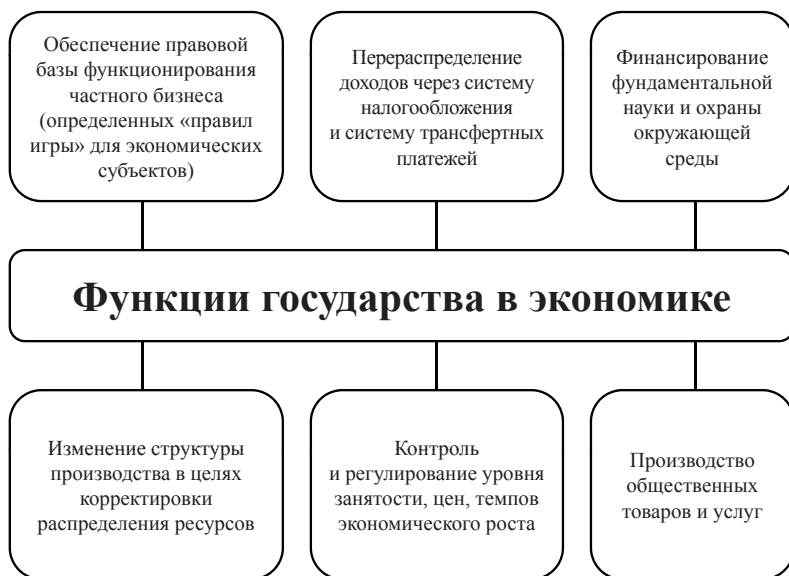 Обеспечение правовой
базы функционирования
частного бизнеса
(определенных «правил
игры» для экономических
субъектов)
Перераспределение
доходов через систему
налогообложения
и систему трансфертных
платежей
Финансирование
фундаментальной
науки и охраны
окружающей
среды
Функции государства в экономике
Изменение структуры
производства в целях
корректировки
распределения ресурсов
Контроль
и регулирование уровня
занятости, цен, темпов
экономического роста
Производство
общественных
товаров и услуг